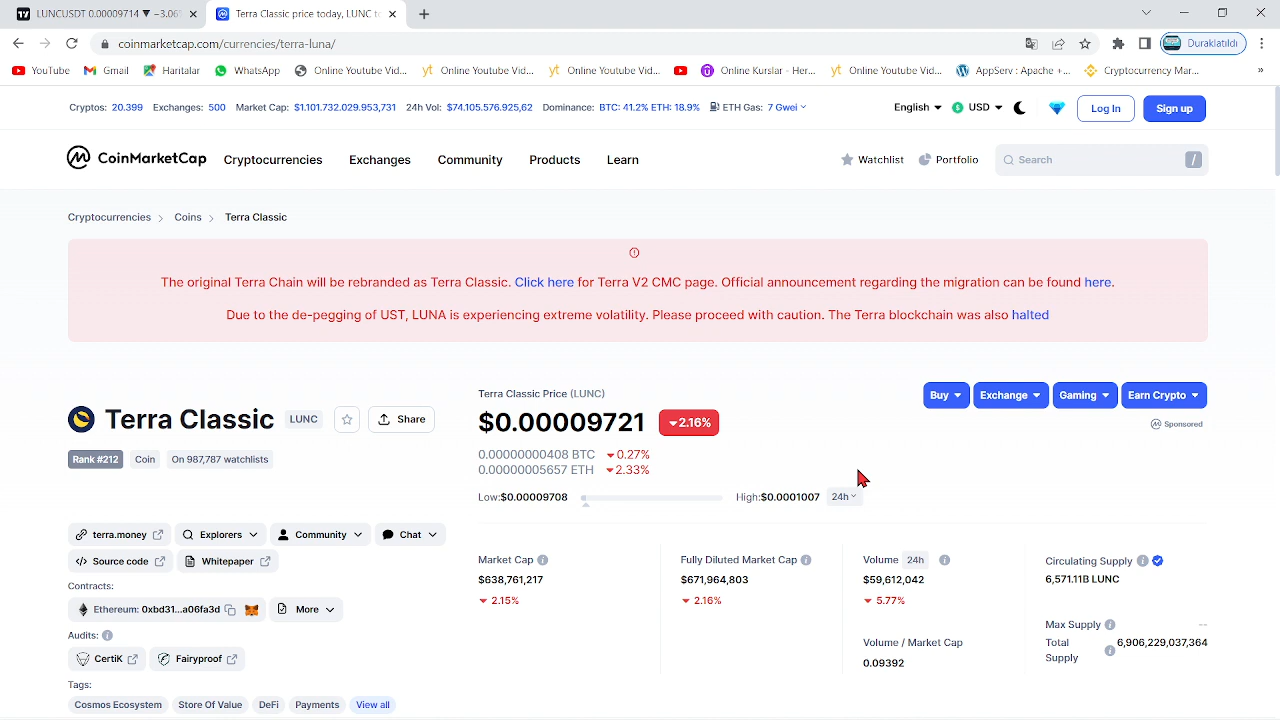 LUNCUSDT 0.00009714 ▼ −3.06
Terra Classic price today, LUNC to
coinmarketcap.com/currencies/terra-luna/
Duraklatıldı
YouTube
Gmail
Haritalar
WhatsApp
Online Youtube Vid...
Online Youtube Vid...
Online Youtube Vid...
Online Kurslar - Her...
Online Youtube Vid...
AppServ : Apache +...
Cryptocurrency Mar...
»
Cryptos: 20.399 Exchanges: 500 Market Cap: $1.101.732.029.953,731 24h Vol: $74.105.576.925,62 Dominance: BTC: 41.2% ETH: 18.9% ETH Gas: 7 Gwei
English
USD
Log In
Sign up
CoinMarketCap
Cryptocurrencies
Exchanges
Community
Products
Learn
Watchlist
Portfolio
Search
/
Cryptocurrencies > Coins > Terra Classic
The original Terra Chain will be rebranded as Terra Classic. Click here for Terra V2 CMC page. Official announcement regarding the migration can be found here.
Due to the de-pegging of UST, LUNA is experiencing extreme volatility. Please proceed with caution. The Terra blockchain was also halted
Terra Classic LUNC
Share
Rank #212
Coin
On 987,787 watchlists
Terra Classic Price (LUNC)
$0.00009721 2.16%
0.00000000408 BTC 0.27%
0.00000005657 ETH 2.33%
Low:$0.00009708
High:$0.0001007
24h
Buy
Exchange
Gaming
Earn Crypto
Sponsored
terra.money
Explorers
Community
Chat
Source code
Whitepaper
Contracts:
Ethereum: 0xbd31...a06fa3d
More
Audits:
CertiK
Fairyproof
Tags:
Cosmos Ecosystem
Store Of Value
DeFi
Payments
View all
Market Cap
$638,761,217
2.15%
Fully Diluted Market Cap
$671,964,803
2.16%
Volume 24h
$59,612,042
5.77%
Volume / Market Cap
0.09392
Circulating Supply
6,571.11B LUNC
Max Supply --
Total Supply 6,906,229,037,364